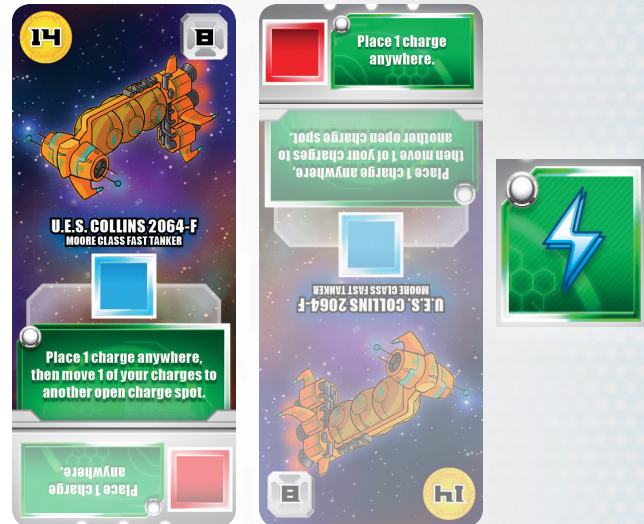 14
8
U.E.S. COLLINS 2064-F
MOORE CLASS FAST TANKER
Place 1 charge anywhere,
then move 1 of your charges to
another open charge spot.
Place 1 charge
anywhere.
Place 1 charge
anywhere.
Place 1 charge anywhere,
then move 1 of your charges to
another open charge spot.
U.E.S. COLLINS 2064-F
MOORE CLASS FAST TANKER
8
14